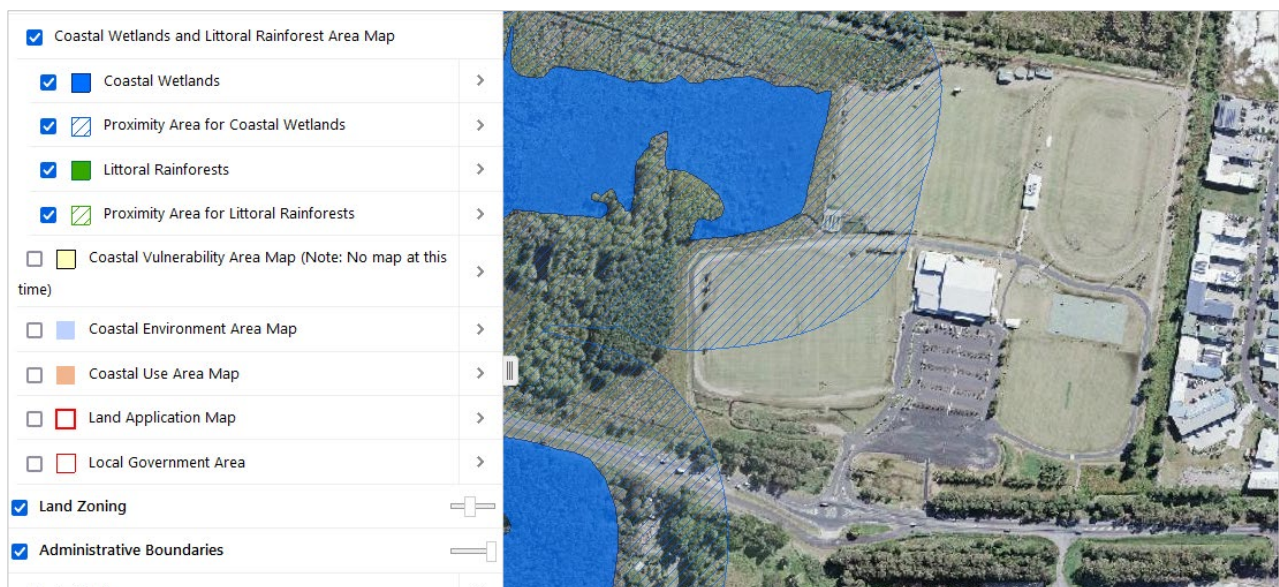 Coastal Wetlands and Littoral Rainforest Area Map
Coastal Wetlands
Proximity Area for Coastal Wetlands
Littoral Rainforests
Proximity Area for Littoral Rainforests
Coastal Vulnerability Area Map (Note: No map at this
time)
Coastal Environment Area Map
Coastal Use Area Map
Land Application Map
Local Government Area
Land Zoning
Administrative Boundaries